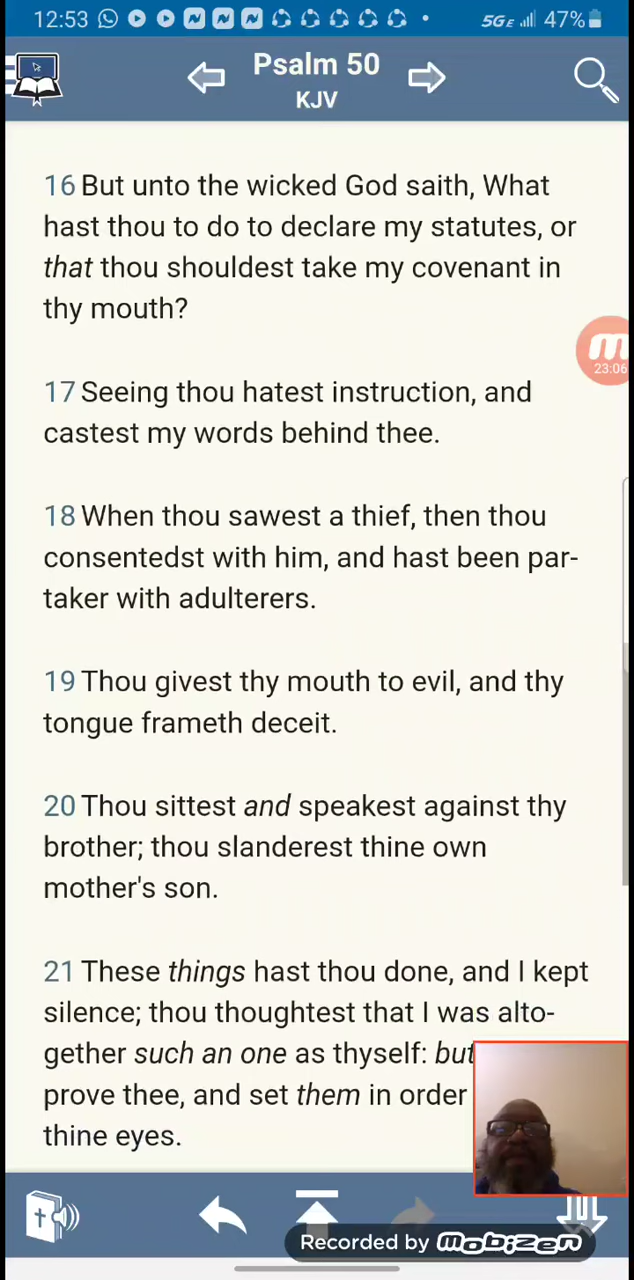 12:53
5GE 47%
Psalm 50
KJV
16 But unto the wicked God saith, What
hast thou to do to declare my statutes, or
that thou shouldest take my covenant in
thy mouth?
m
23:06
17 Seeing thou hatest instruction, and
castest my words behind thee.
18 When thou sawest a thief, then thou
consentedst with him, and hast been par-
taker with adulterers.
19 Thou givest thy mouth to evil, and thy
tongue frameth deceit.
20 Thou sittest and speakest against thy
brother; thou slanderest thine own
mother's son.
21 These things hast thou done, and I kept
silence; thou thoughtest that I was alto-
gether such an one as thyself: but
prove thee, and set them in order
thine eyes.
Recorded by mobizen